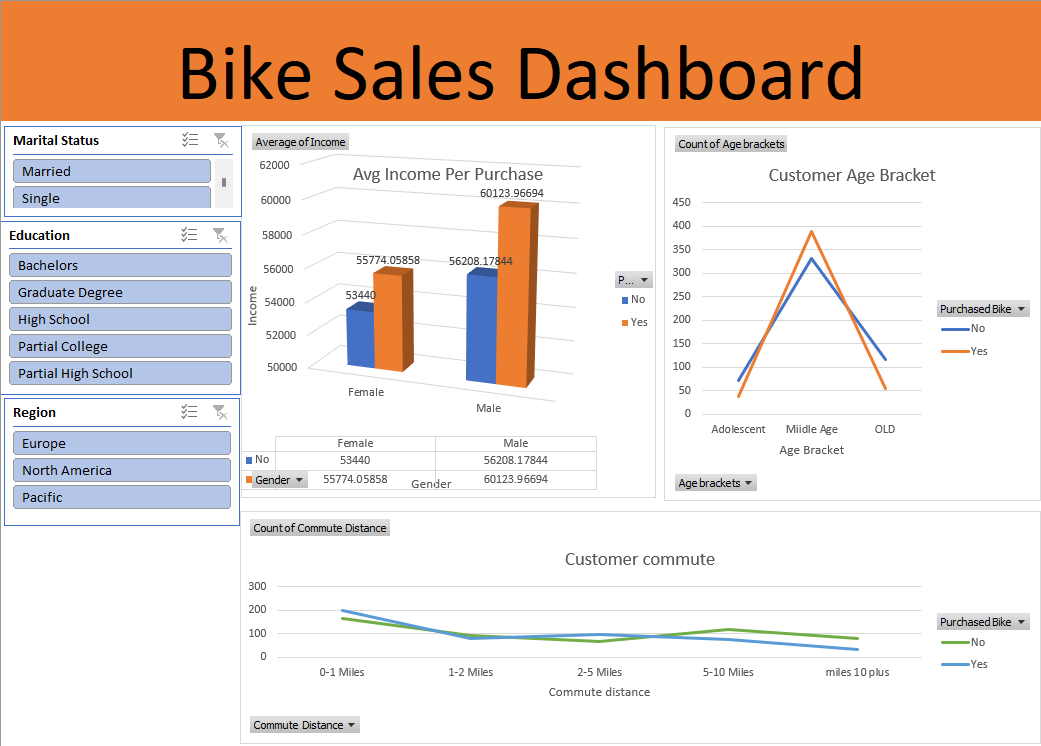 Bike Sales Dashboard
Marital Status
Married
Single
Education
Bachelors
Graduate Degree
High School
Partial College
Partial High School
Region
Europe
North America
Pacific
Average of Income
Avg Income Per Purchase
62000
60000
58000
56000
54000
52000
50000
Income
53440
55774.05858
56208.17844
60123.96694
Female
Male
P...
No
Yes
Female Male
No 53440 56208.17844
Gender 55774.05858 60123.96694
Gender
Count of Age brackets
Customer Age Bracket
450
400
350
300
250
200
150
100
50
0
Adolescent Miidle Age OLD
Age Bracket
Purchased Bike
No
Yes
Age brackets
Count of Commute Distance
Customer commute
300
200
100
0
0-1 Miles 1-2 Miles 2-5 Miles 5-10 Miles miles 10 plus
Commute distance
Purchased Bike
No
Yes
Commute Distance